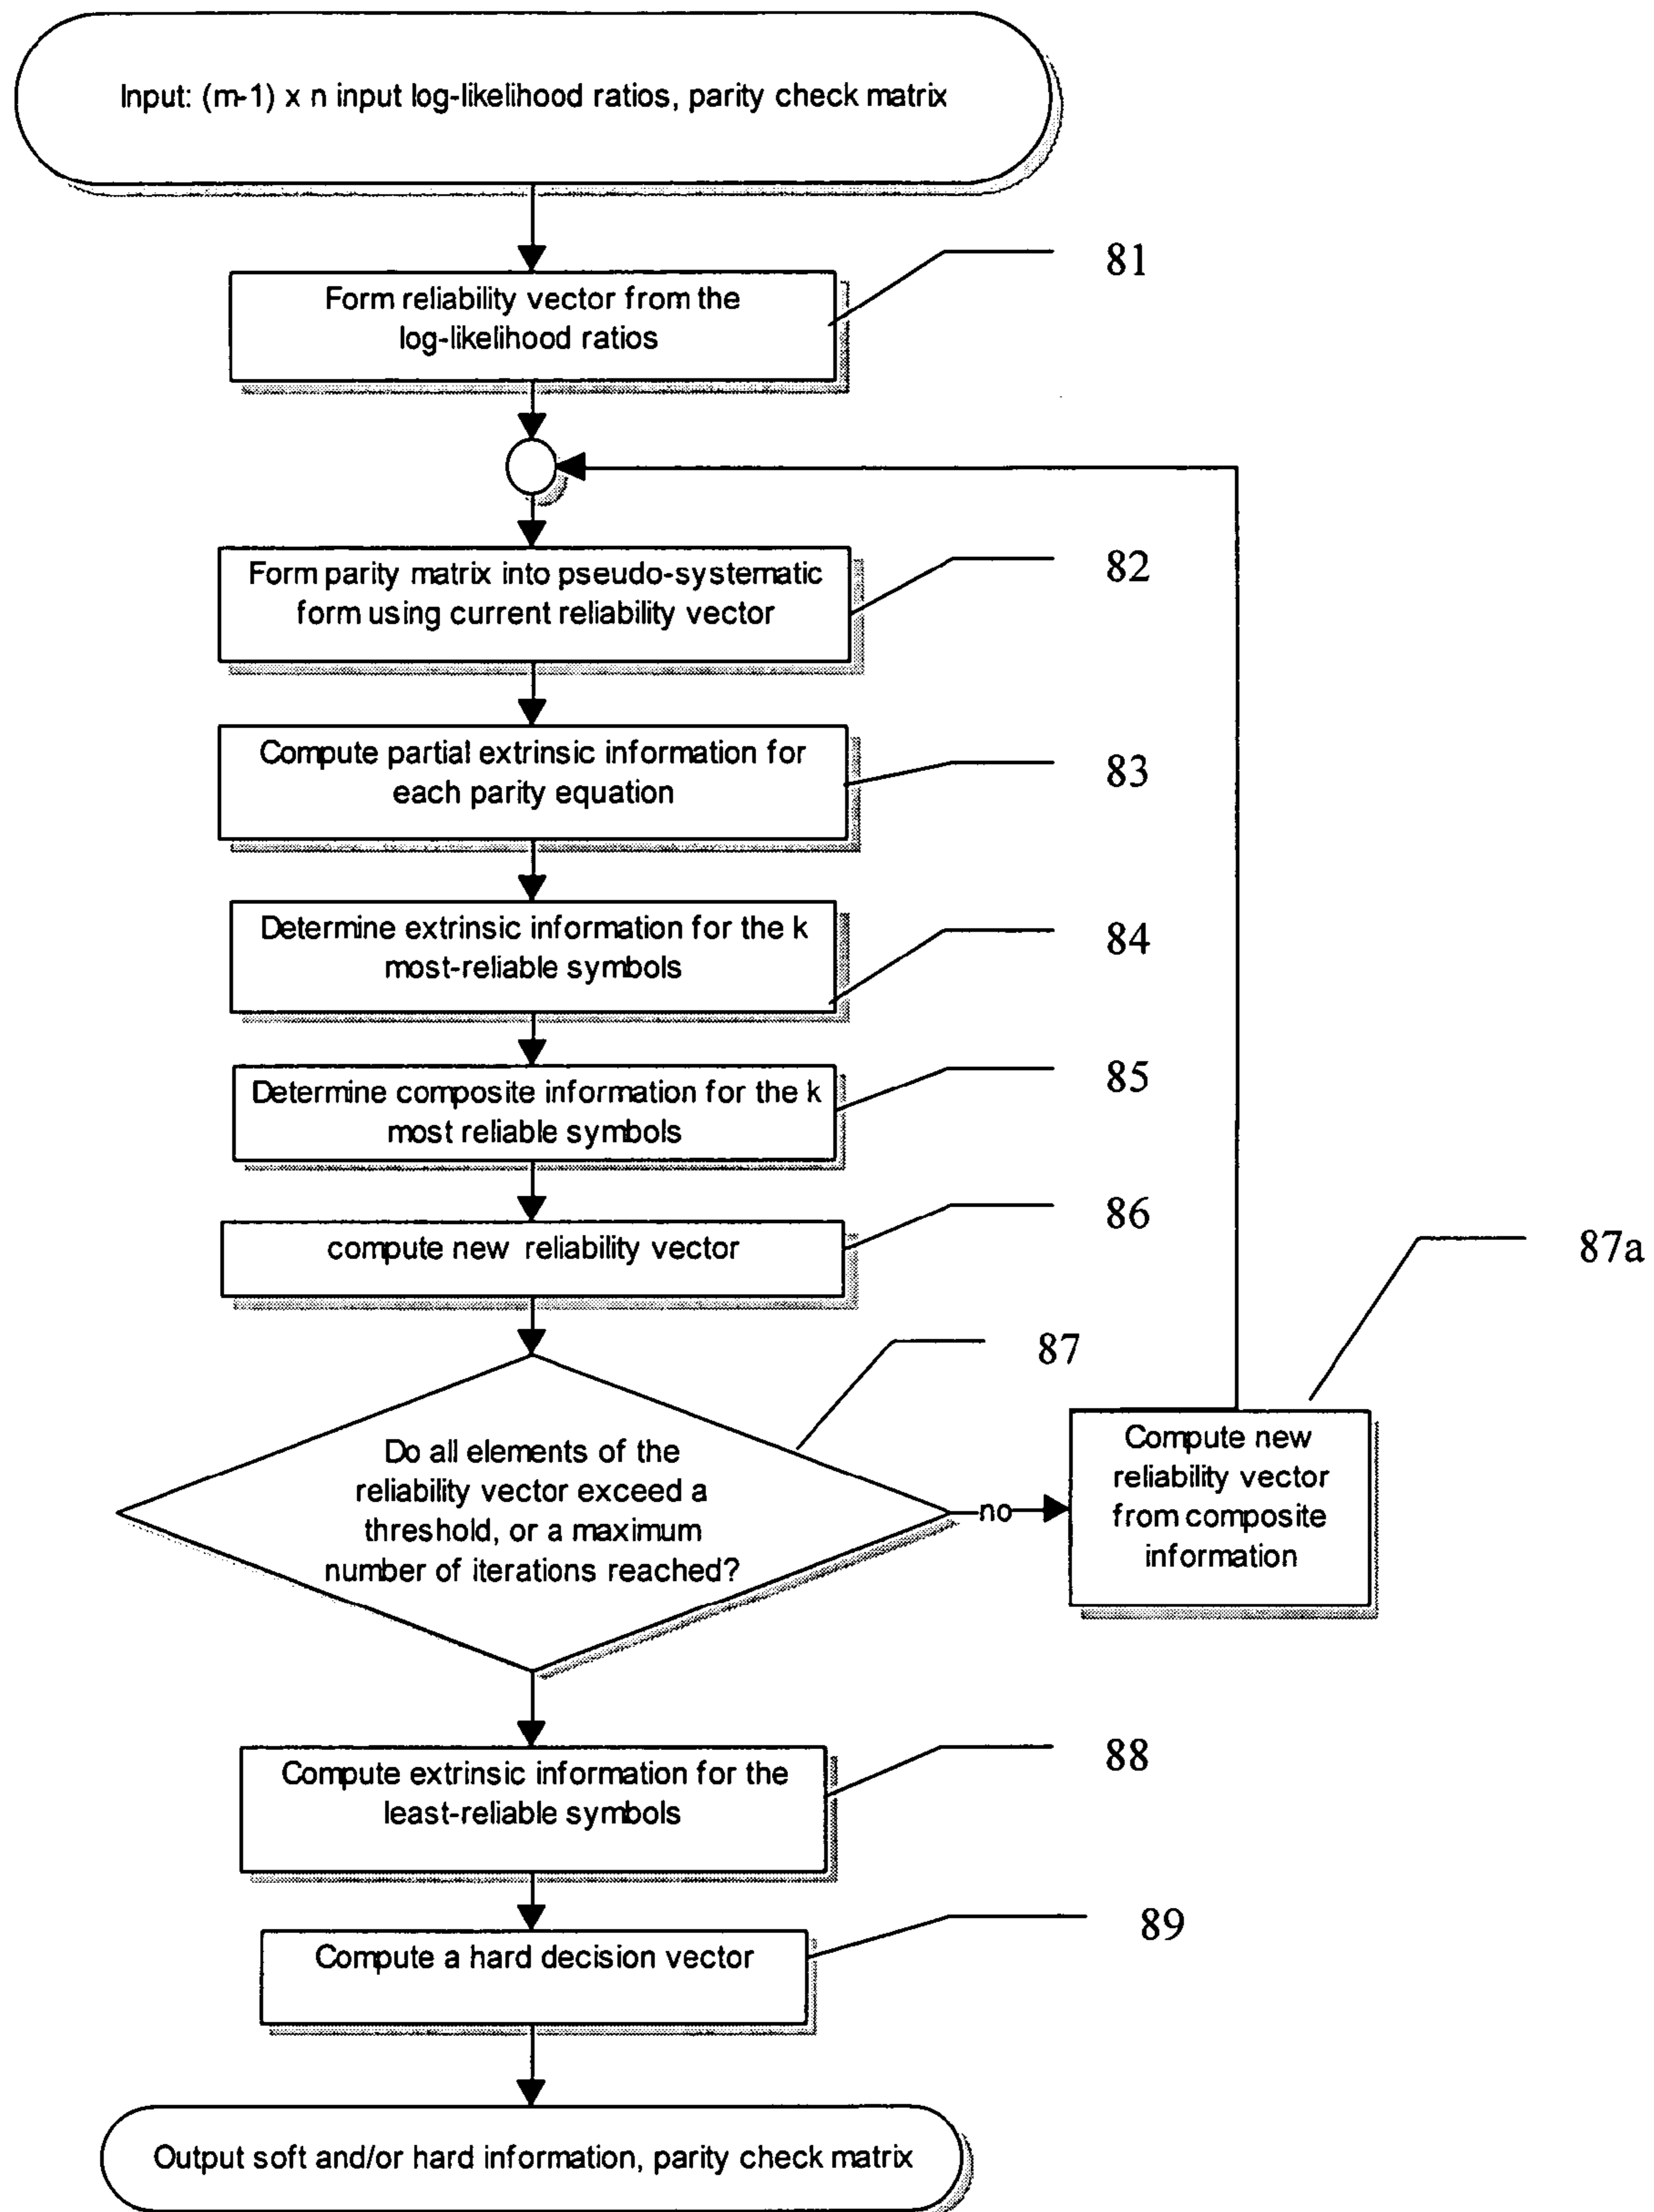 Input: (m-1) x n input log-likelihood ratios, parity check matrix
81
Form reliability vector from the
log-likelihood ratios
82
Form parity matrix into pseudo-systematic
form using current reliability vector
83
Compute partial extrinsic information for
each parity equation
84
Determine extrinsic information for the k
most-reliable symbols
85
Determine composite information for the k
most reliable symbols
86
compute new reliability vector
87
87a
Do all elements of the
reliability vector exceed a
threshold, or a maximum
number of iterations reached?
no
Compute new
reliability vector
from composite
information
88
Compute extrinsic information for the
least-reliable symbols
89
Compute a hard decision vector
Output soft and/or hard information, parity check matrix